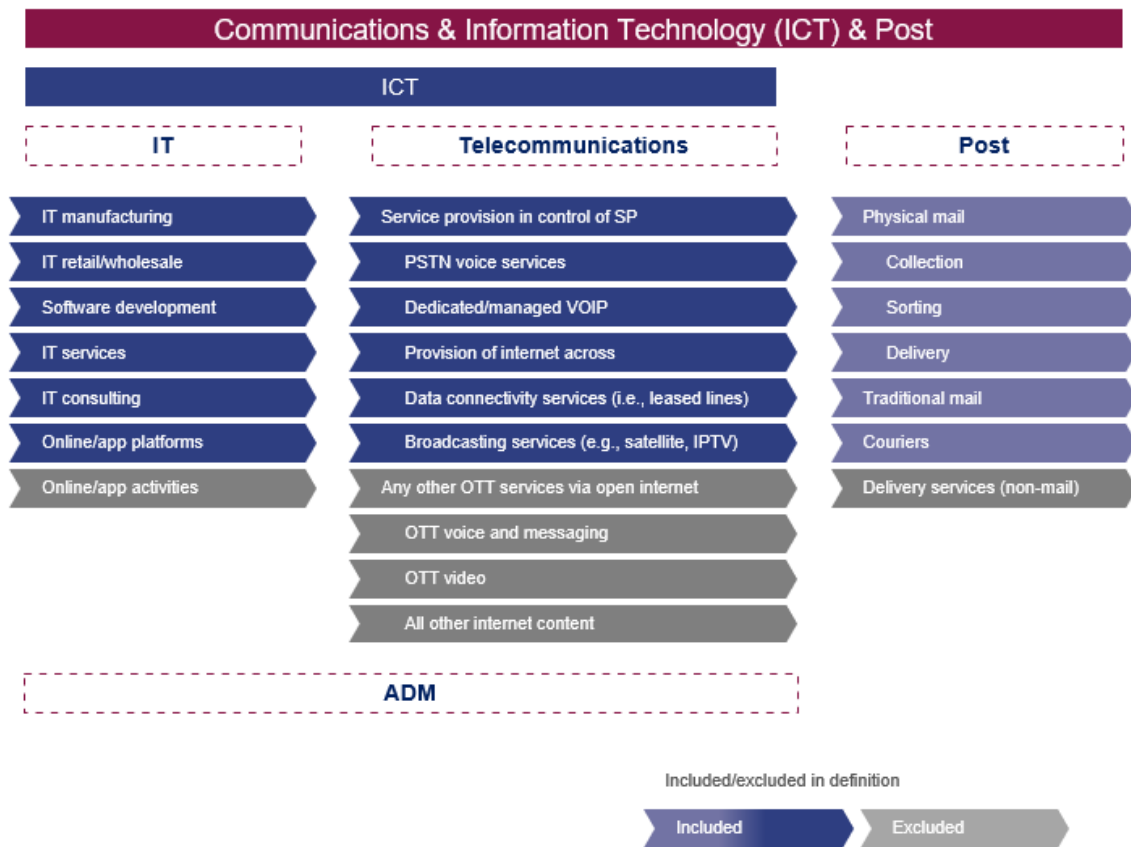 Communications & Information Technology (ICT) & Post
ICT
IT
Telecommunications
Post
IT manufacturing
IT retail/wholesale
Software development
IT services
IT consulting
Online/app platforms
Online/app activities
Service provision in control of SP
PSTN voice services
Dedicated/managed VOIP
Provision of internet across
Data connectivity services (i.e., leased lines)
Broadcasting services (e.g., satellite, IPTV)
Any other OTT services via open internet
OTT voice and messaging
OTT video
All other internet content
Physical mail
Collection
Sorting
Delivery
Traditional mail
Couriers
Delivery services (non-mail)
ADM
Included/excluded in definition
Included
Excluded